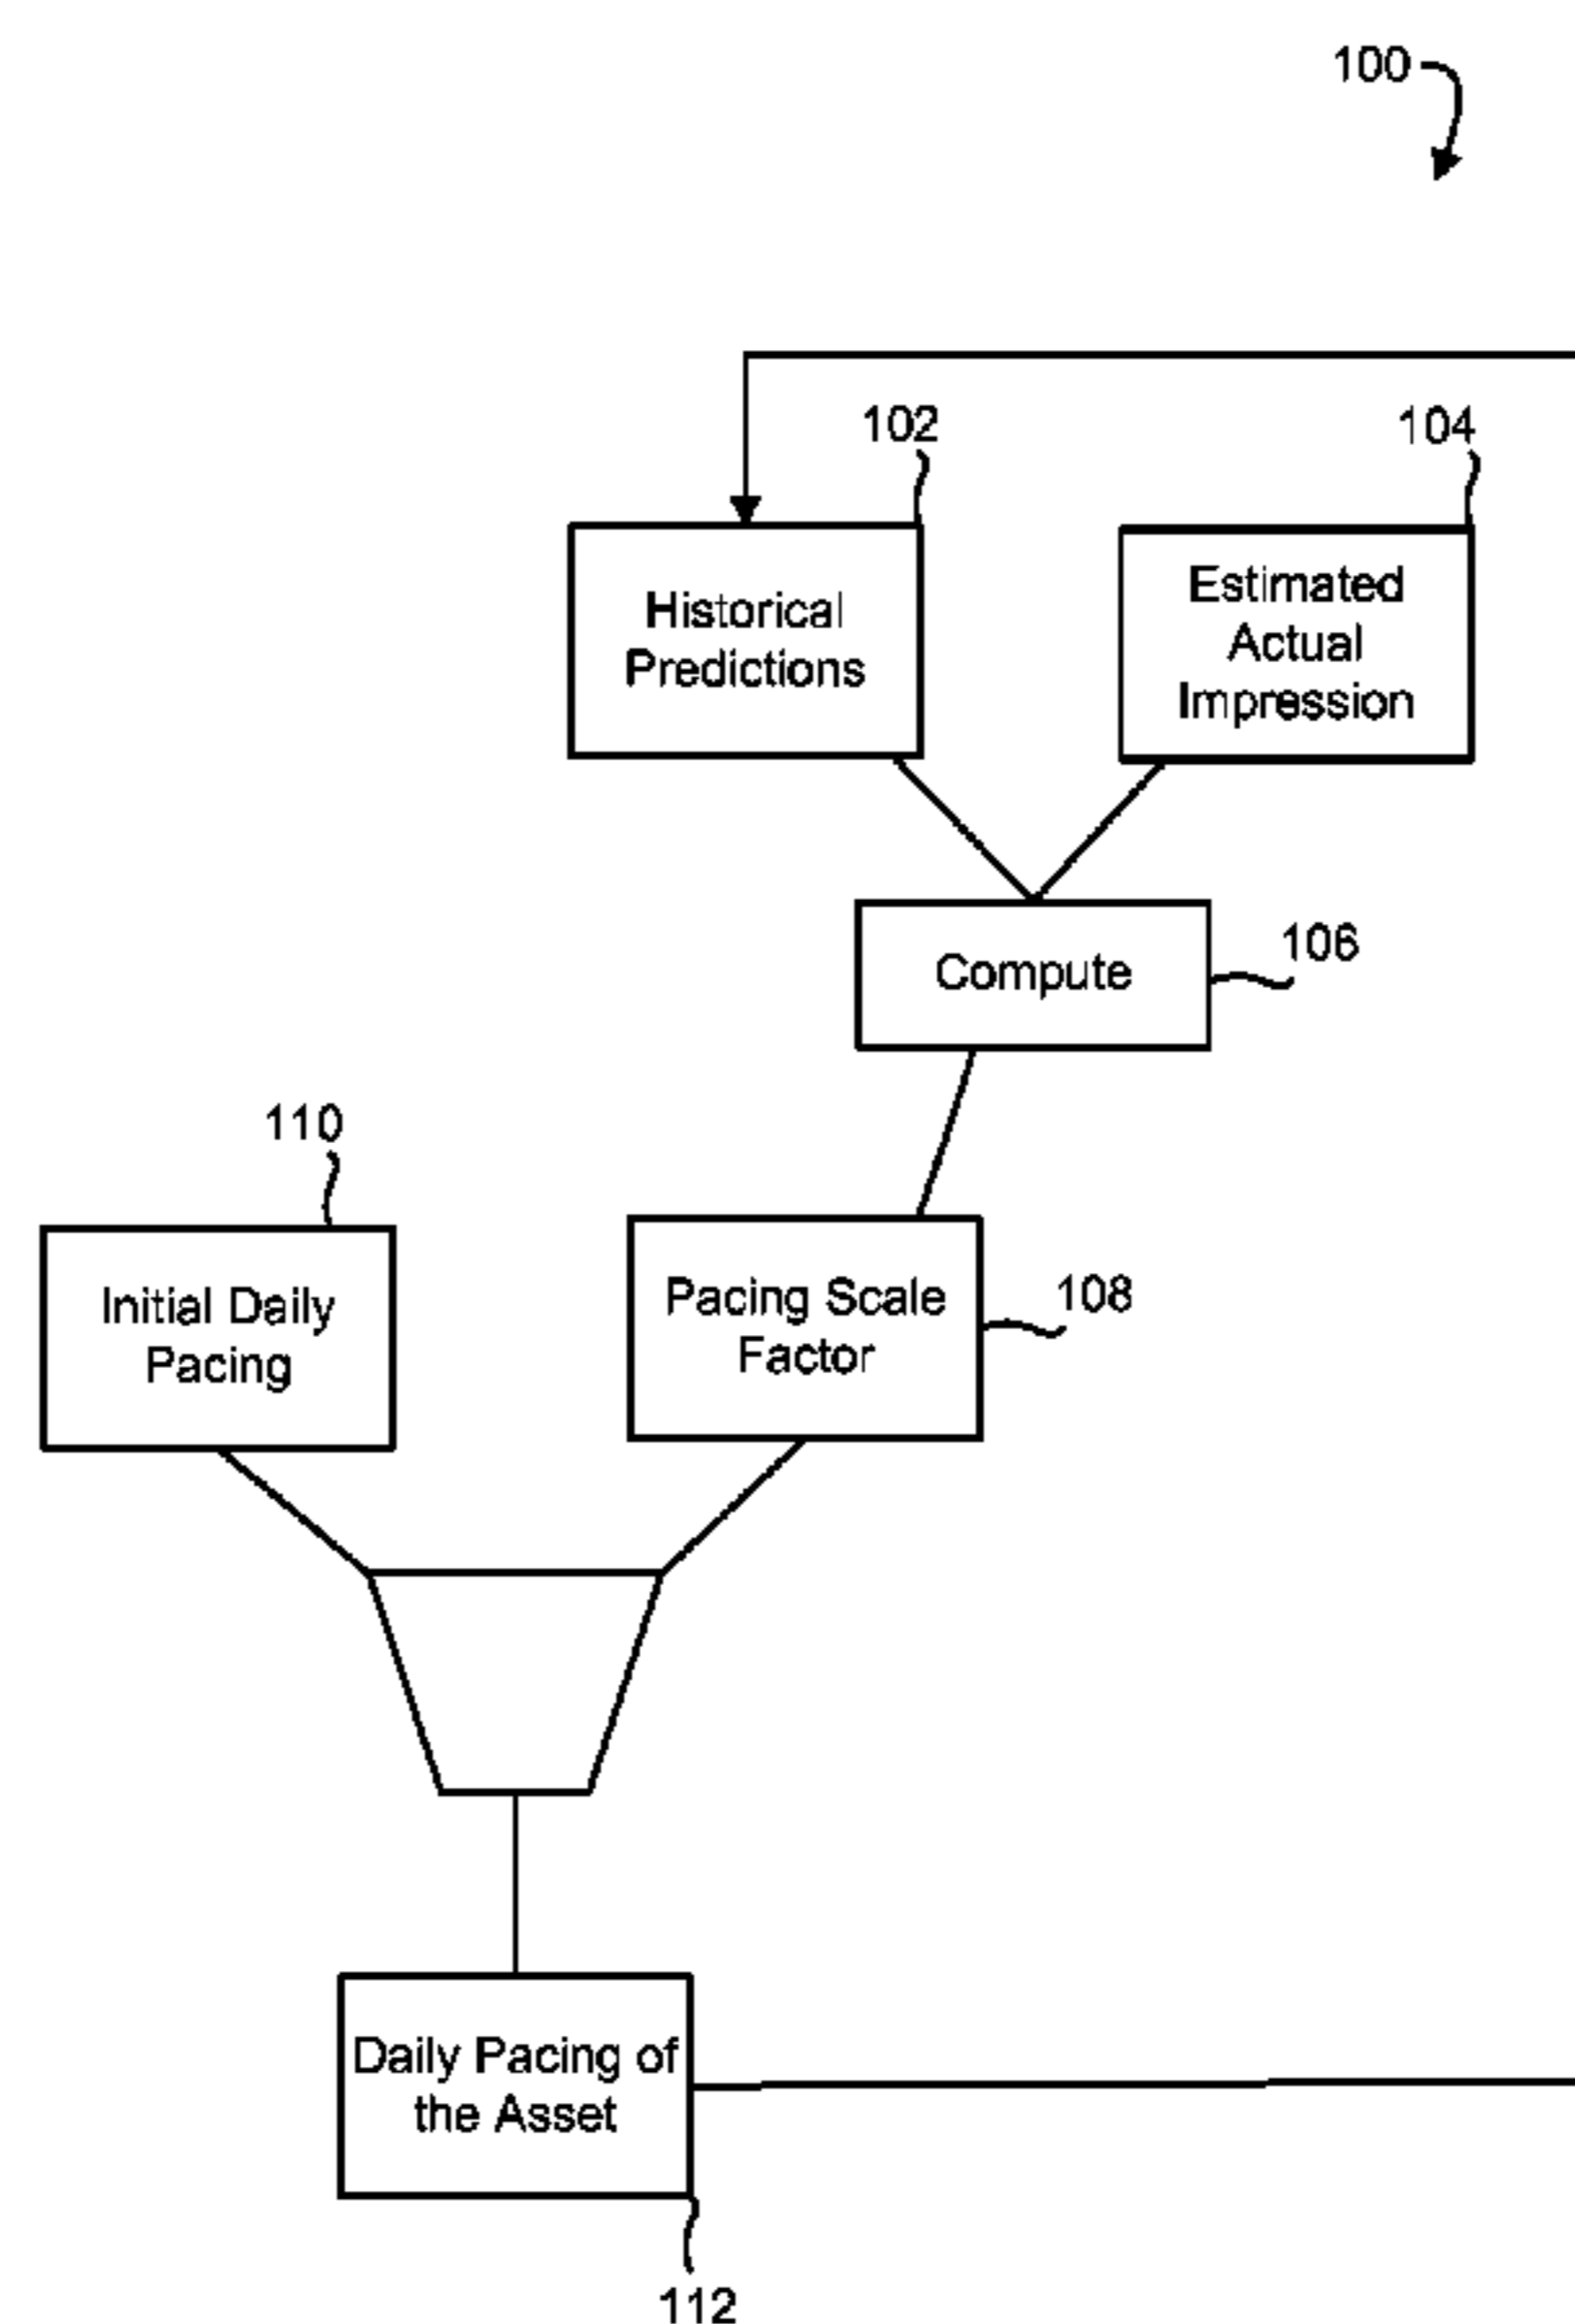 100
102
104
Historical
Predictions
Estimated
Actual
Impression
Compute
106
110
Initial Daily
Pacing
Pacing Scale
Factor
108
Daily Pacing of
the Asset
112